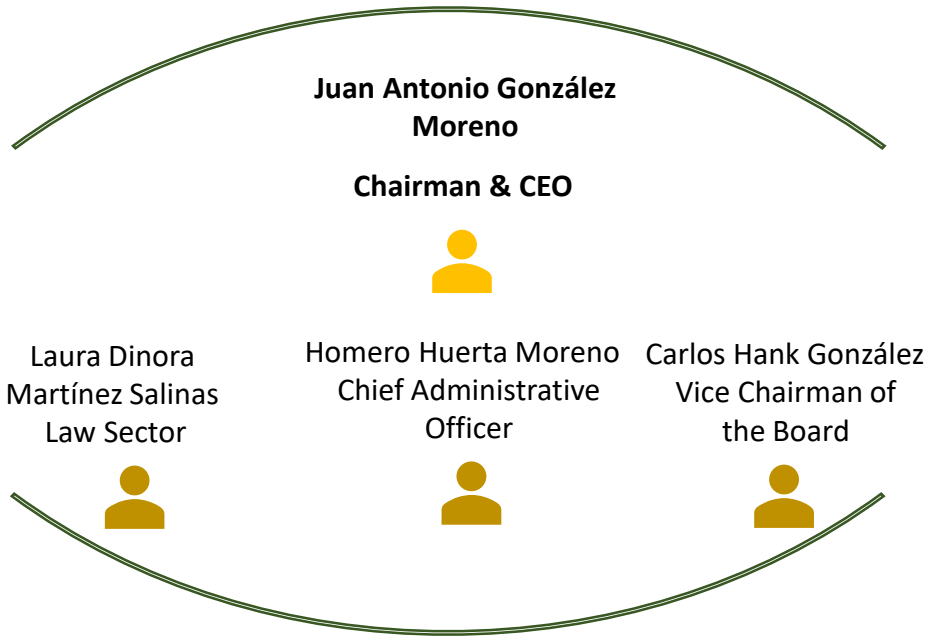 Juan Antonio González
Moreno
Chairman & CEO
Laura Dinora
Martínez Salinas
Law Sector
Homero Huerta Moreno
Chief Administrative
Officer
Carlos Hank González
Vice Chairman of
the Board